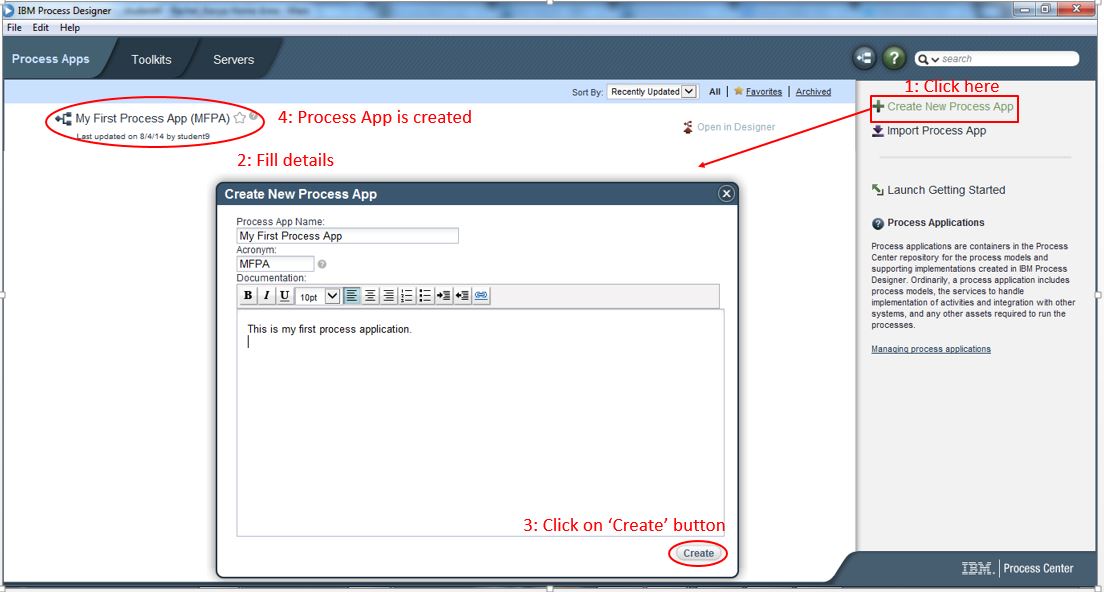 IBM Process Designer
File Edit Help
Process Apps Toolkits Servers
? search
Sort By: Recently Updated All | Favorites | Archived
1: Click here
Create New Process App
Import Process App
My First Process App (MFPA)
Last updated on 8/4/14 by student9
4: Process App is created
Open in Designer
2: Fill details
Launch Getting Started
? Process Applications
Process applications are containers in the Process
Center repository for the process models and
supporting implementations created in IBM Process
Designer. Ordinarily, a process application includes
process models, the services to handle
implementation of activities and integration with other
systems, and any other assets required to run the
processes.
Managing process applications
Create New Process App
Process App Name:
My First Process App
Acronym:
MFPA ?
Documentation:
B I U 10pt
This is my first process application.
3: Click on ‘Create’ button
Create
IBM. | Process Center